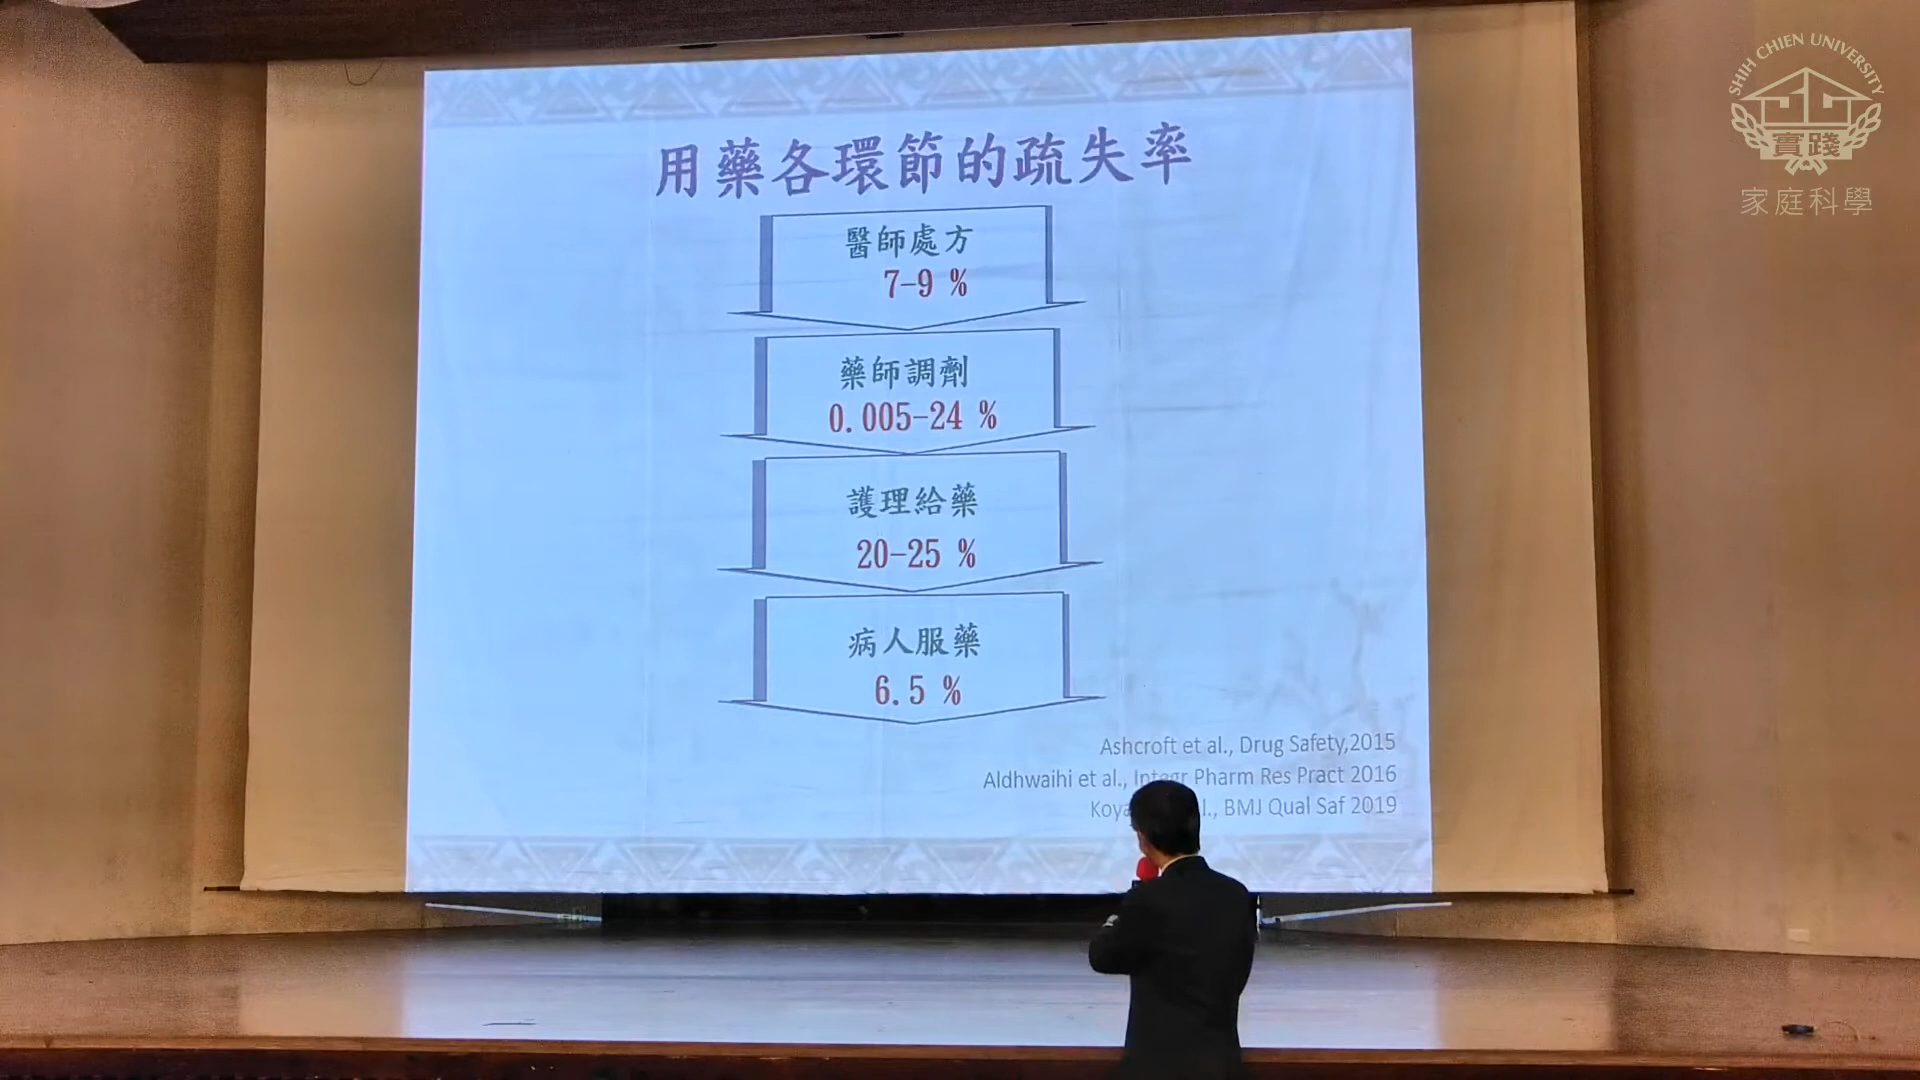 用藥各環節的疏失率
醫師處方
7-9 %
藥師調劑
0.005-24 %
護理給藥
20-25 %
病人服藥
6.5 %
Ashcroft et al., Drug Safety,2015
Aldhwaihi et al., Integr Pharm Res Pract 2016
BMJ Qual Saf 2019
SHIH CHIEN UNIVERSITY
實踐
家庭科學